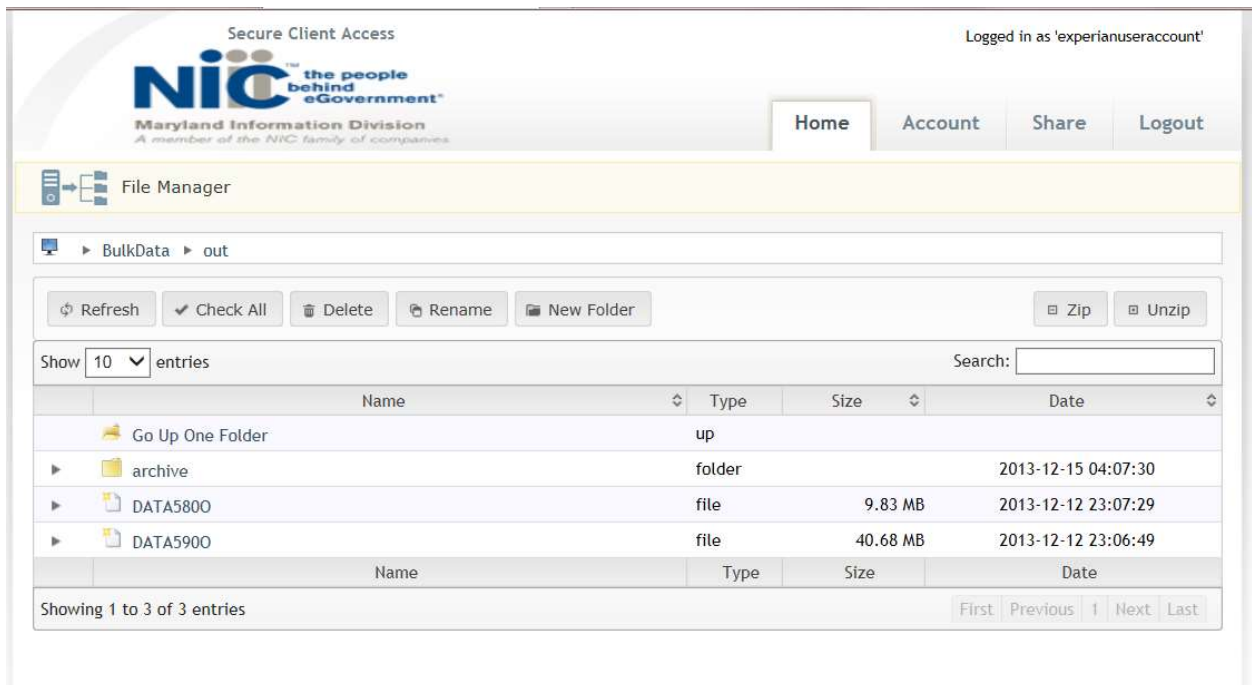 Secure Client Access
Logged in as 'experianuseraccount'
NIC™ the people behind eGovernment®
Maryland Information Division
A member of the NIC family of companies
Home Account Share Logout
File Manager
BulkData out
Refresh Check All Delete Rename New Folder Zip Unzip
Show 10 entries Search:
Name Type Size Date
Go Up One Folder up
archive folder 2013-12-15 04:07:30
DATA580O file 9.83 MB 2013-12-12 23:07:29
DATA590O file 40.68 MB 2013-12-12 23:06:49
Name Type Size Date
Showing 1 to 3 of 3 entries First Previous 1 Next Last